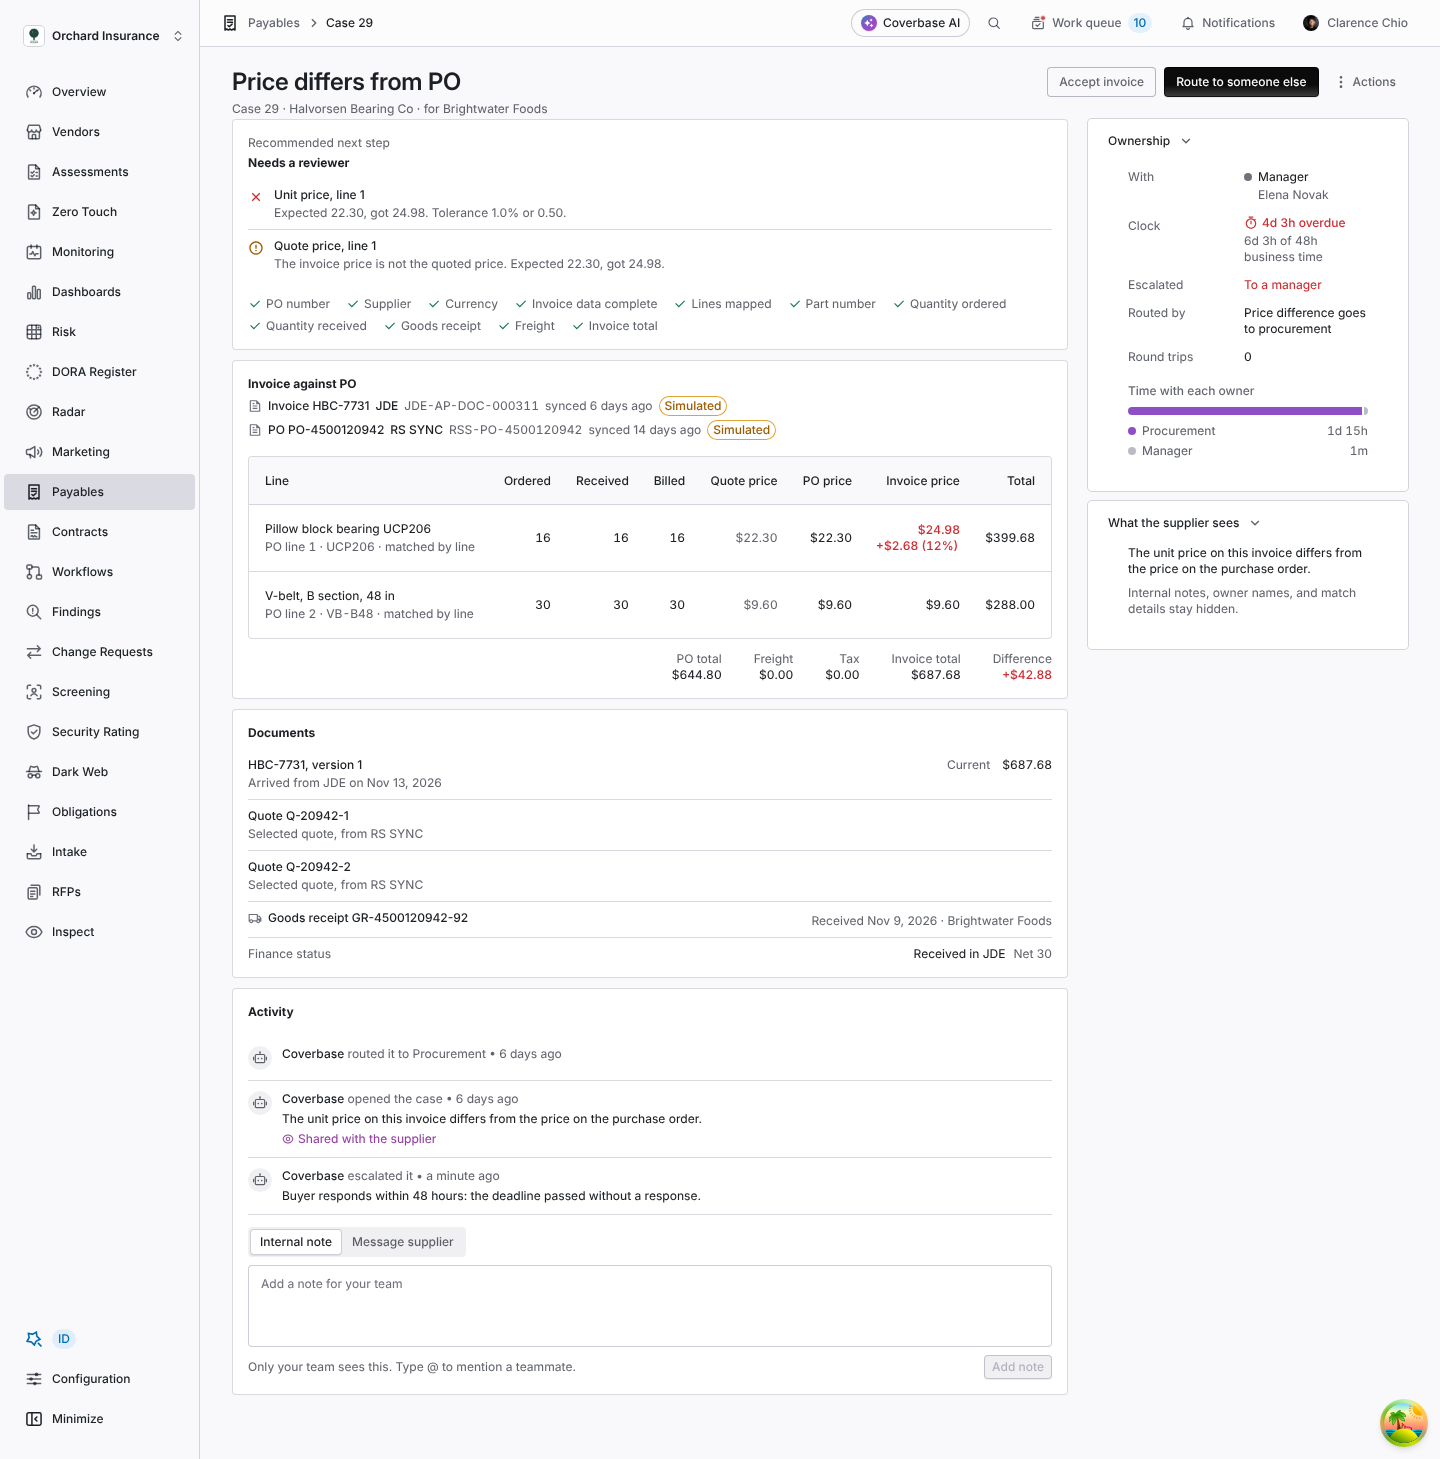 Orchard Insurance
Overview
Vendors
Assessments
Zero Touch
Monitoring
Dashboards
Risk
DORA Register
Radar
Marketing
Payables
Contracts
Workflows
Findings
Change Requests
Screening
Security Rating
Dark Web
Obligations
Intake
RFPs
Inspect
ID
Configuration
Minimize
Payables > Case 29
Coverbase AI
Work queue 10
Notifications
Clarence Chio
Price differs from PO
Case 29 · Halvorsen Bearing Co · for Brightwater Foods
Accept invoice
Route to someone else
Actions
Recommended next step
Needs a reviewer
Unit price, line 1
Expected 22.30, got 24.98. Tolerance 1.0% or 0.50.
Quote price, line 1
The invoice price is not the quoted price. Expected 22.30, got 24.98.
PO number Supplier Currency Invoice data complete Lines mapped Part number Quantity ordered
Quantity received Goods receipt Freight Invoice total
Invoice against PO
Invoice HBC-7731 JDE JDE-AP-DOC-000311 synced 6 days ago Simulated
PO PO-4500120942 RS SYNC RSS-PO-4500120942 synced 14 days ago Simulated
Line Ordered Received Billed Quote price PO price Invoice price Total
Pillow block bearing UCP206
PO line 1 · UCP206 · matched by line
16 16 16 $22.30 $22.30 $24.98 $399.68
+$2.68 (12%)
V-belt, B section, 48 in
PO line 2 · VB-B48 · matched by line
30 30 30 $9.60 $9.60 $9.60 $288.00
PO total Freight Tax Invoice total Difference
$644.80 $0.00 $0.00 $687.68 +$42.88
Documents
HBC-7731, version 1
Arrived from JDE on Nov 13, 2026
Current $687.68
Quote Q-20942-1
Selected quote, from RS SYNC
Quote Q-20942-2
Selected quote, from RS SYNC
Goods receipt GR-4500120942-92
Received Nov 9, 2026 · Brightwater Foods
Finance status
Received in JDE Net 30
Activity
Coverbase routed it to Procurement • 6 days ago
Coverbase opened the case • 6 days ago
The unit price on this invoice differs from the price on the purchase order.
Shared with the supplier
Coverbase escalated it • a minute ago
Buyer responds within 48 hours: the deadline passed without a response.
Internal note
Message supplier
Add a note for your team
Only your team sees this. Type @ to mention a teammate.
Add note
Ownership
With
Manager
Elena Novak
Clock
4d 3h overdue
6d 3h of 48h
business time
Escalated
To a manager
Routed by
Price difference goes
to procurement
Round trips
0
Time with each owner
Procurement 1d 15h
Manager 1m
What the supplier sees
The unit price on this invoice differs from
the price on the purchase order.
Internal notes, owner names, and match
details stay hidden.